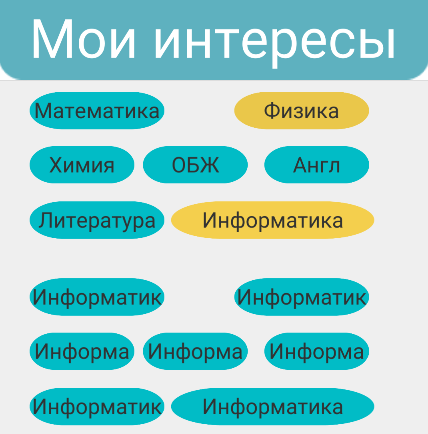 Мои интересы
Математика Физика
Химия ОБЖ Англ
Литература Информатика
Информатик Информатик
Информа Информа Информа
Информатик Информатика